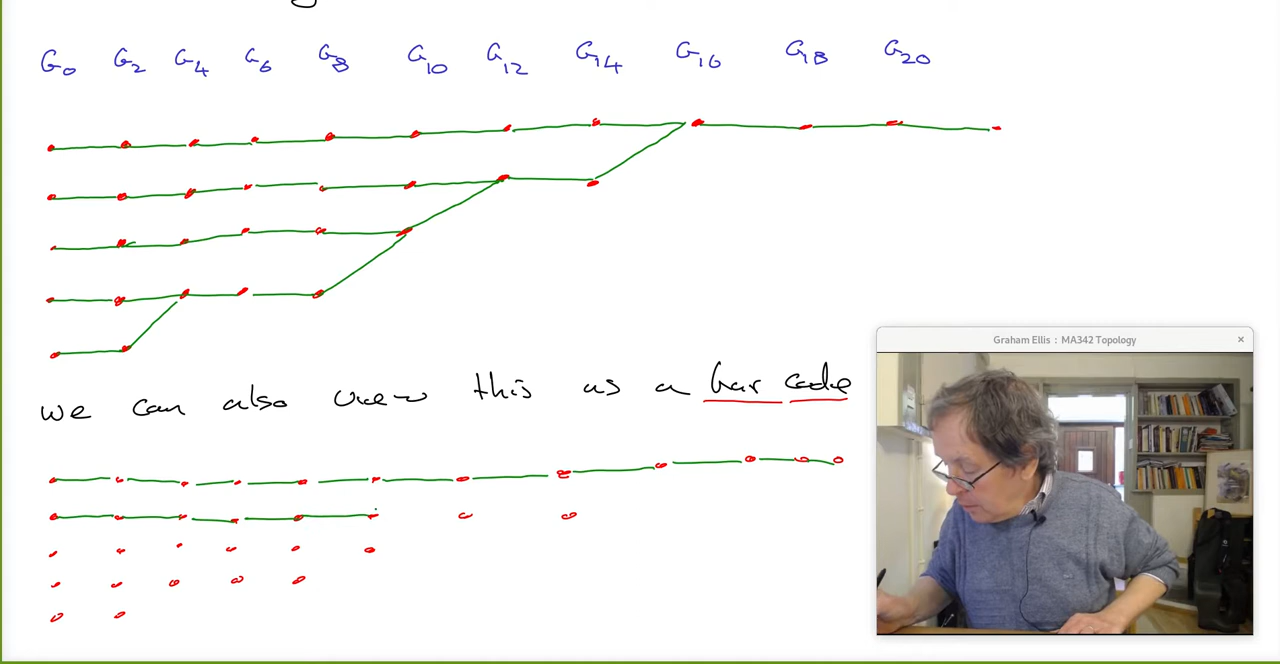 G₀ G₂ G₄ G₆ G₈ G₁₀ G₁₂ G₁₄ G₁₆ G₁₈ G₂₀
we can also view this as a bar code
Graham Ellis : MA342 Topology ×